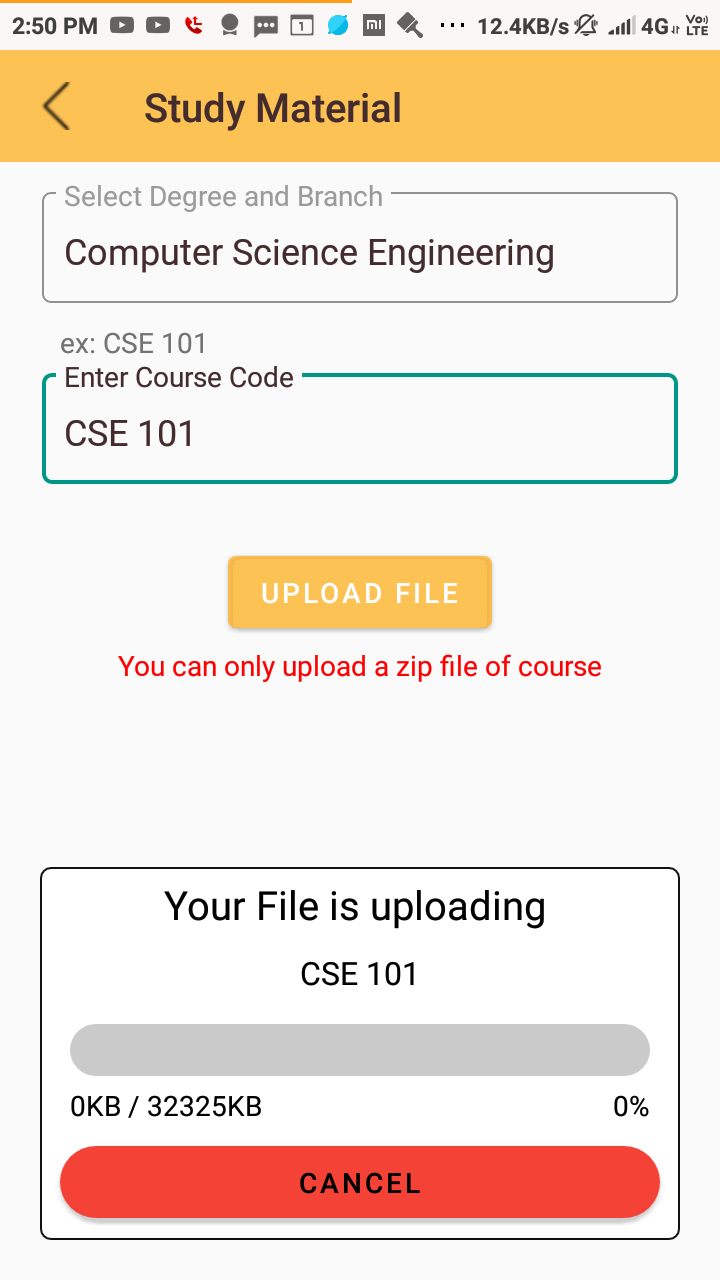 2:50 PM 1 mi ... 12.4KB/s 4G Vo)) LTE
Study Material
Select Degree and Branch
Computer Science Engineering
ex: CSE 101
Enter Course Code
CSE 101
UPLOAD FILE
You can only upload a zip file of course
Your File is uploading
CSE 101
0KB / 32325KB 0%
CANCEL